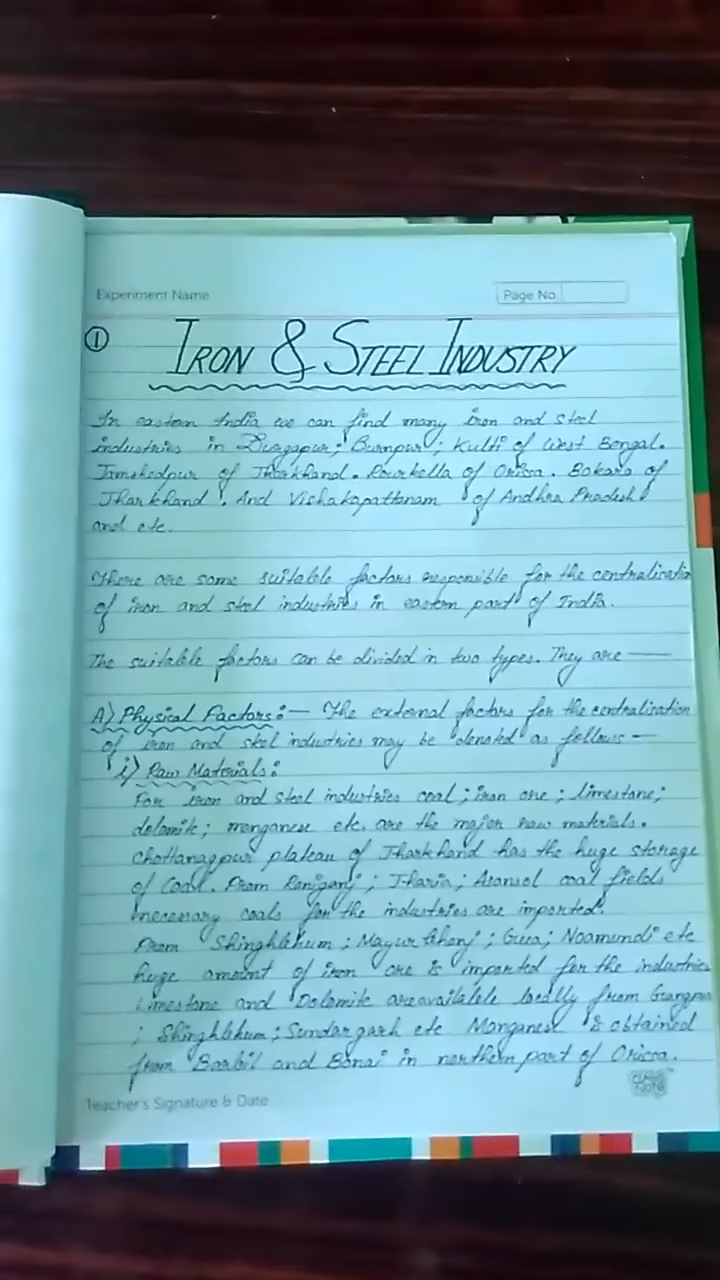 Experiment Name
Page No.
1
IRON & STEEL INDUSTRY
In eastern India we can find many iron and steel
industries in Durgapur; Burnpur; Kulti of West Bengal.
Jamshedpur of Jharkhand. Rourkella of Orissa. Bokaro of
Jharkhand. And Vishakapattanam of Andhra Pradesh
and etc.
There are some suitable factors responsible for the centralisation
of iron and steel industries in eastern part of India.
The suitable factors can be divided in two types. They are —
A) Physical Factors:— The external factors for the centralisation
of iron and steel industries may be denoted as follows —
i) Raw Materials:
For iron and steel industries coal; iron ore; limestone;
dolomite; manganese etc. are the major raw materials.
Chottanagpur plateau of Jharkhand has the huge storage
of Coal. From Raniganj; Jharia; Asansol coal fields
necessary coals for the industries are imported.
From Shinghbhum; Mayurbhanj; Gua; Noamundi etc
huge amount of iron ore is imported for the industries
Limestone and Dolomite are available locally from Gangpur
; Shinghbhum; Sundargarh etc Manganese is obtained
from Barbil and Bonai in northern part of Orissa.
Teacher's Signature & Date